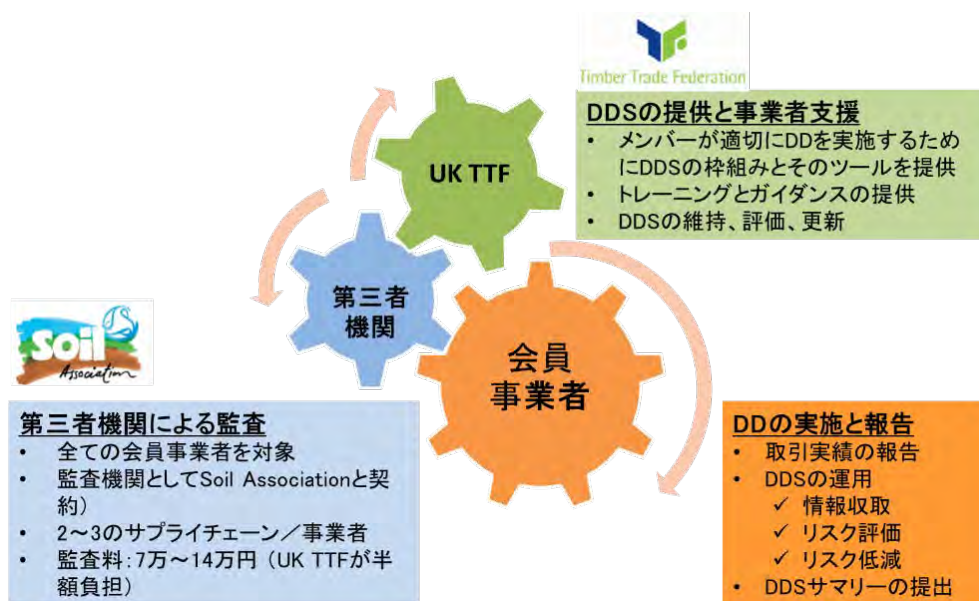 Timber Trade Federation
DDSの提供と事業者支援
• メンバーが適切にDDを実施するため
にDDSの枠組みとそのツールを提供
• トレーニングとガイダンスの提供
• DDSの維持、評価、更新
UK TTF
第三者
機関
会員
事業者
soil
Association
第三者機関による監査
• 全ての会員事業者を対象
• 監査機関としてSoil Associationと契
約)
• 2～3のサプライチェーン／事業者
• 監査料:7万～14万円 (UK TTFが半
額負担)
DDの実施と報告
• 取引実績の報告
• DDSの運用
✓ 情報収取
✓ リスク評価
✓ リスク低減
• DDSサマリーの提出